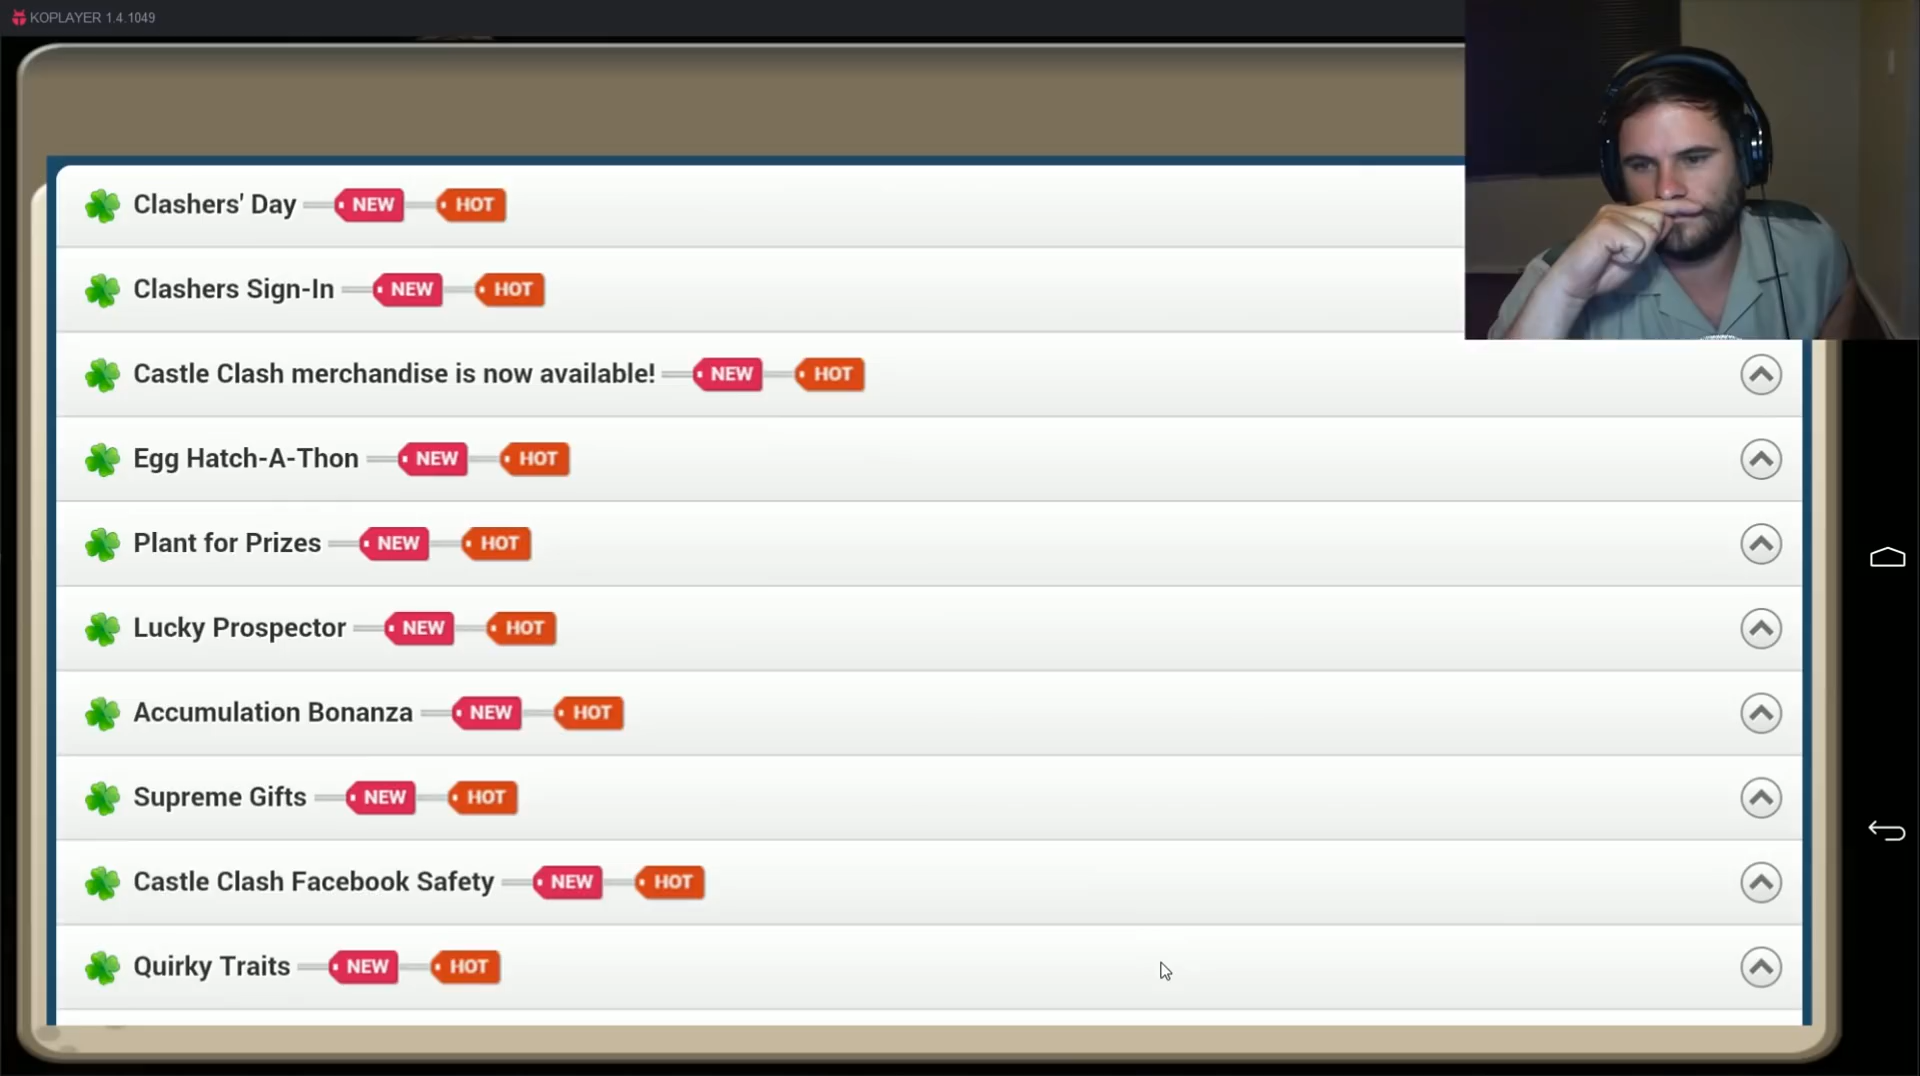 KOPLAYER 1.4.1049
Clashers' Day NEW HOT
Clashers Sign-In NEW HOT
Castle Clash merchandise is now available! NEW HOT
Egg Hatch-A-Thon NEW HOT
Plant for Prizes NEW HOT
Lucky Prospector NEW HOT
Accumulation Bonanza NEW HOT
Supreme Gifts NEW HOT
Castle Clash Facebook Safety NEW HOT
Quirky Traits NEW HOT